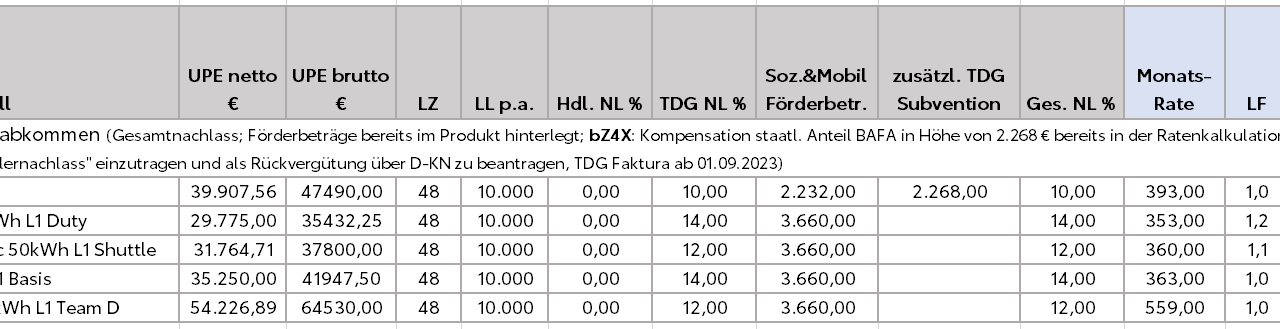 UPE netto UPE brutto Soz.&Mobil zusätzl. TDG Monats-
ll € € LZ LL p.a. Hdl. NL % TDG NL % Förderbetr. Subvention Ges. NL % Rate LF
abkommen (Gesamtnachlass; Förderbeträge bereits im Produkt hinterlegt; bZ4X: Kompensation staatl. Anteil BAFA in Höhe von 2.268 € bereits in der Ratenkalkulation
lernachlass" einzutragen und als Rückvergütung über D-KN zu beantragen, TDG Faktura ab 01.09.2023)
39.907,56 47490,00 48 10.000 0,00 10,00 2.232,00 2.268,00 10,00 393,00 1,0
Wh L1 Duty 29.775,00 35432,25 48 10.000 0,00 14,00 3.660,00 14,00 353,00 1,2
c 50kWh L1 Shuttle 31.764,71 37800,00 48 10.000 0,00 12,00 3.660,00 12,00 360,00 1,1
1 Basis 35.250,00 41947,50 48 10.000 0,00 14,00 3.660,00 14,00 363,00 1,0
kWh L1 Team D 54.226,89 64530,00 48 10.000 0,00 12,00 3.660,00 12,00 559,00 1,0